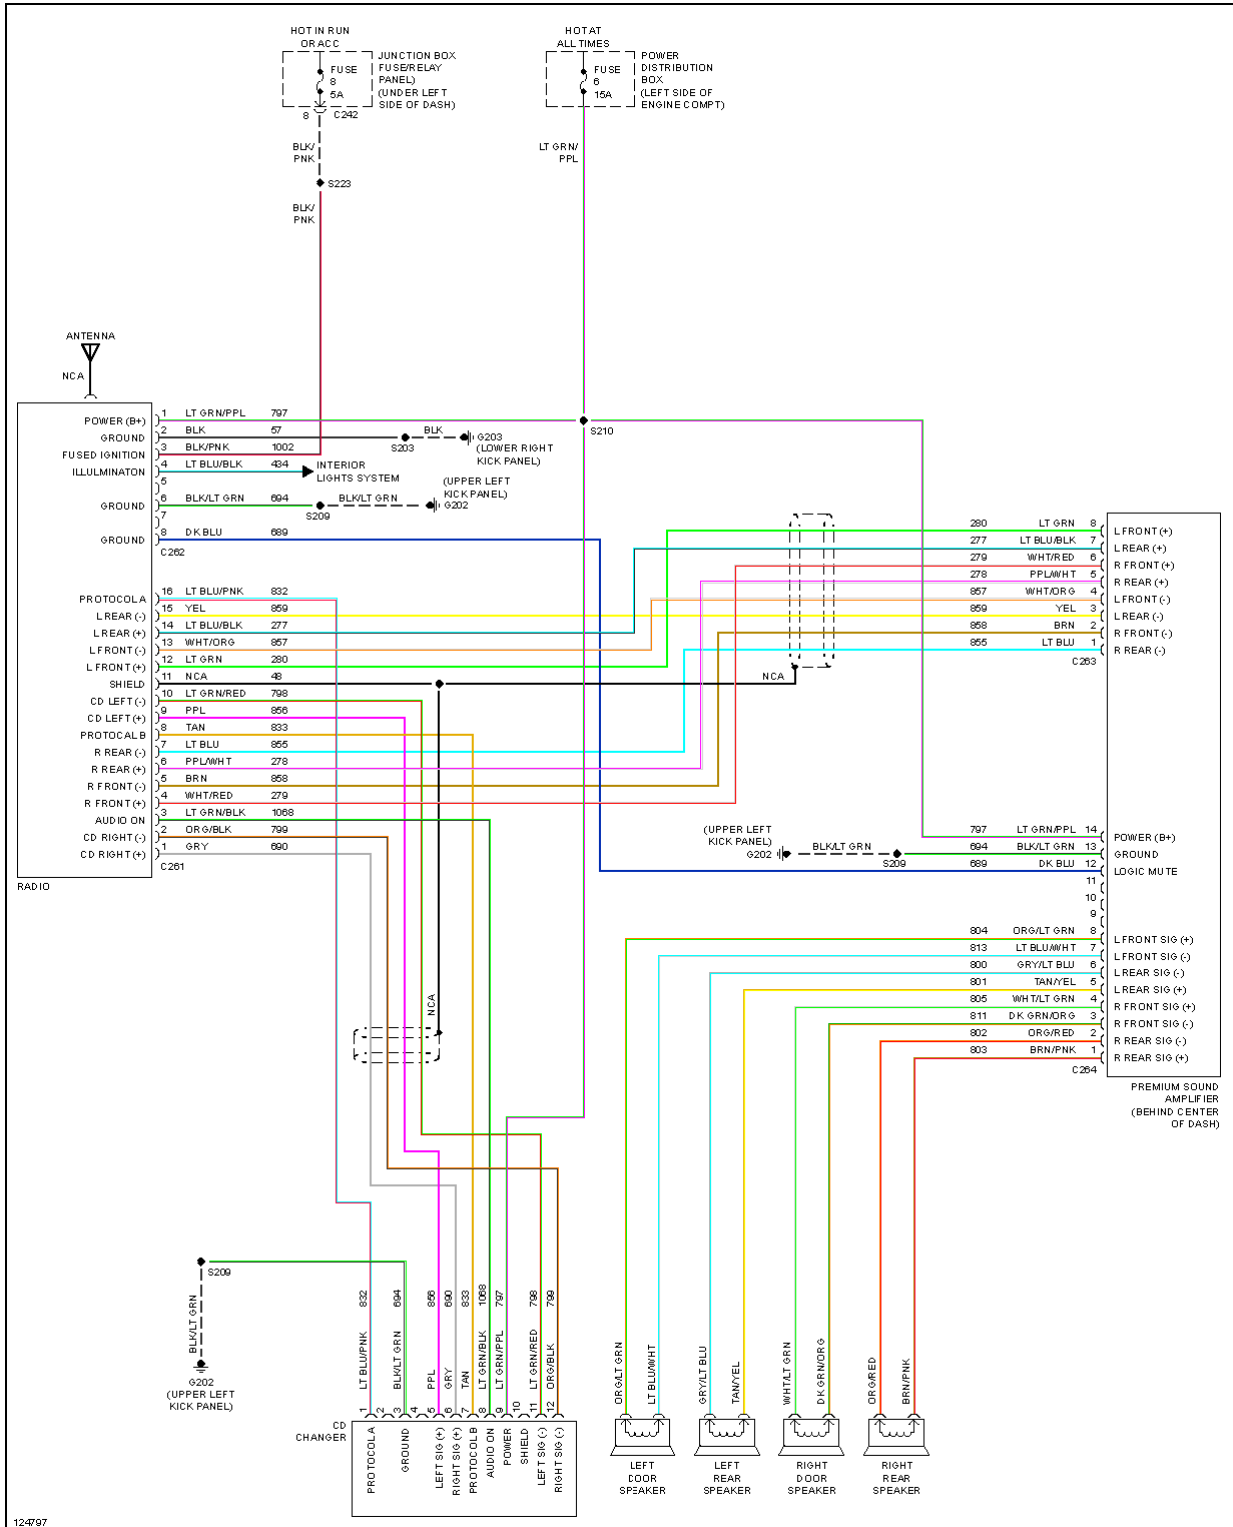 HOT IN RUN
OR ACC
JUNCTION BOX
FUSE/RELAY
PANEL)
(UNDER LEFT
SIDE OF DASH)
FUSE
8
5A
8 C242
BLK/
PNK
S223
BLK/
PNK
HOT AT
ALL TIMES
POWER
DISTRIBUTION
BOX
(LEFT SIDE OF
ENGINE COMPT)
FUSE
6
15A
LT GRN/
PPL
S210
ANTENNA
NCA
POWER (B+) 1 LT GRN/PPL 797
GROUND 2 BLK 57
FUSED IGNITION 3 BLK/PNK 1002
ILLULMINATON 4 LT BLU/BLK 434
5
GROUND 6 BLK/LT GRN 694
7
GROUND 8 DK BLU 689
C262
S203
BLK
G203
(LOWER RIGHT
KICK PANEL)
INTERIOR
LIGHTS SYSTEM
S209
BLK/LT GRN
(UPPER LEFT
KICK PANEL)
G202
PROTOCOL A 16 LT BLU/PNK 832
L REAR (-) 15 YEL 859
L REAR (+) 14 LT BLU/BLK 277
L FRONT (-) 13 WHT/ORG 857
L FRONT (+) 12 LT GRN 280
SHIELD 11 NCA 48
CD LEFT (-) 10 LT GRN/RED 798
CD LEFT (+) 9 PPL 856
PROTOCAL B 8 TAN 833
R REAR (-) 7 LT BLU 855
R REAR (+) 6 PPL/WHT 278
R FRONT (-) 5 BRN 858
R FRONT (+) 4 WHT/RED 279
AUDIO ON 3 LT GRN/BLK 1068
CD RIGHT (-) 2 ORG/BLK 799
CD RIGHT (+) 1 GRY 690
C261
RADIO
280 LT GRN 8 L FRONT (+)
277 LT BLU/BLK 7 L REAR (+)
279 WHT/RED 6 R FRONT (+)
278 PPL/WHT 5 R REAR (+)
857 WHT/ORG 4 L FRONT (-)
859 YEL 3 L REAR (-)
858 BRN 2 R FRONT (-)
855 LT BLU 1 R REAR (-)
C263
NCA
(UPPER LEFT
KICK PANEL)
G202
BLK/LT GRN
S209
797 LT GRN/PPL 14 POWER (B+)
694 BLK/LT GRN 13 GROUND
689 DK BLU 12 LOGIC MUTE
11
10
9
804 ORG/LT GRN 8 L FRONT SIG (+)
813 LT BLU/WHT 7 L FRONT SIG (-)
800 GRY/LT BLU 6 L REAR SIG (-)
801 TAN/YEL 5 L REAR SIG (+)
805 WHT/LT GRN 4 R FRONT SIG (+)
811 DK GRN/ORG 3 R FRONT SIG (-)
802 ORG/RED 2 R REAR SIG (-)
803 BRN/PNK 1 R REAR SIG (+)
C264
PREMIUM SOUND
AMPLIFIER
(BEHIND CENTER
OF DASH)
NCA
S209
BLK/LT GRN
G202
(UPPER LEFT
KICK PANEL)
832 LT BLU/PNK 1 PROTOCOL A
2
694 BLK/LT GRN 3 GROUND
4
856 PPL 5 LEFT SIG (+)
690 GRY 6 RIGHT SIG (+)
833 TAN 7 PROTOCOL B
1068 LT GRN/BLK 8 AUDIO ON
797 LT GRN/PPL 9 POWER
10 SHIELD
798 LT GRN/RED 11 LEFT SIG (-)
799 ORG/BLK 12 RIGHT SIG (-)
CD
CHANGER
ORG/LT GRN
LT BLU/WHT
GRY/LT BLU
TAN/YEL
WHT/LT GRN
DK GRN/ORG
ORG/RED
BRN/PNK
LEFT
DOOR
SPEAKER
LEFT
REAR
SPEAKER
RIGHT
DOOR
SPEAKER
RIGHT
REAR
SPEAKER
124797